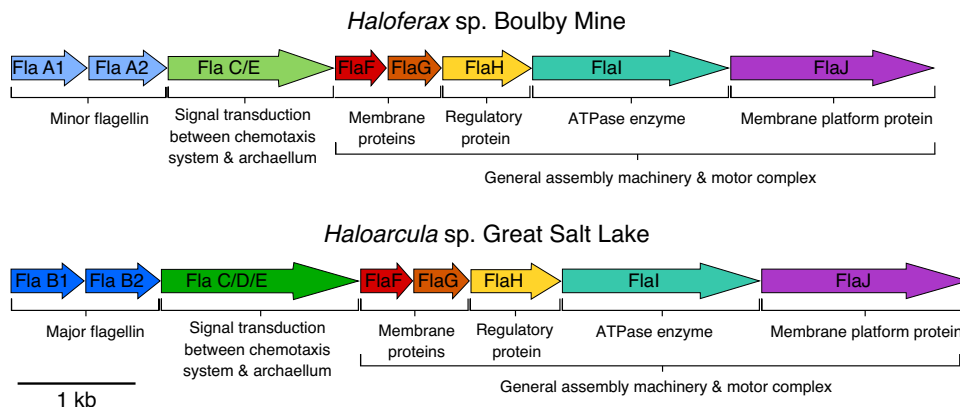 Haloferax sp. Boulby Mine
Fla A1 Fla A2 Fla C/E FlaF FlaG FlaH FlaI FlaJ
Minor flagellin
Signal transduction
between chemotaxis
system & archaellum
Membrane
proteins
Regulatory
protein
ATPase enzyme
Membrane platform protein
General assembly machinery & motor complex
Haloarcula sp. Great Salt Lake
Fla B1 Fla B2 Fla C/D/E FlaF FlaG FlaH FlaI FlaJ
Major flagellin
Signal transduction
between chemotaxis
system & archaellum
Membrane
proteins
Regulatory
protein
ATPase enzyme
Membrane platform protein
General assembly machinery & motor complex
1 kb